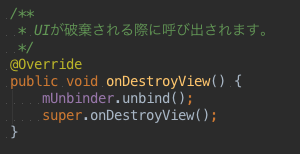 /**
 * UIが破棄される際に呼び出されます。
 */
@Override
public void onDestroyView() {
    mUnbinder.unbind();
    super.onDestroyView();
}